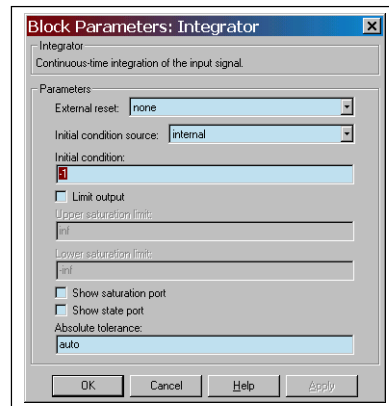 Block Parameters: Integrator
Integrator
Continuous-time integration of the input signal.
Parameters
External reset: none
Initial condition source: internal
Initial condition:
-1
Limit output
Upper saturation limit:
inf
Lower saturation limit:
-inf
Show saturation port
Show state port
Absolute tolerance:
auto
OK Cancel Help Apply